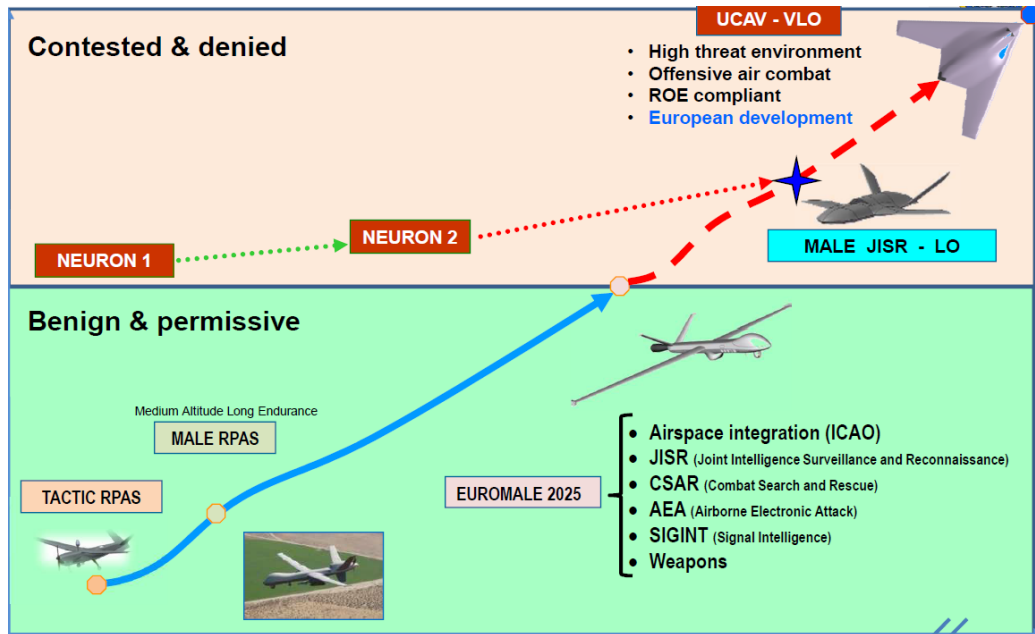 Contested & denied
UCAV - VLO
• High threat environment
• Offensive air combat
• ROE compliant
• European development
NEURON 1
NEURON 2
MALE JISR - LO
Benign & permissive
Medium Altitude Long Endurance
MALE RPAS
TACTIC RPAS
EUROMALE 2025
• Airspace integration (ICAO)
• JISR (Joint Intelligence Surveillance and Reconnaissance)
• CSAR (Combat Search and Rescue)
• AEA (Airborne Electronic Attack)
• SIGINT (Signal Intelligence)
• Weapons